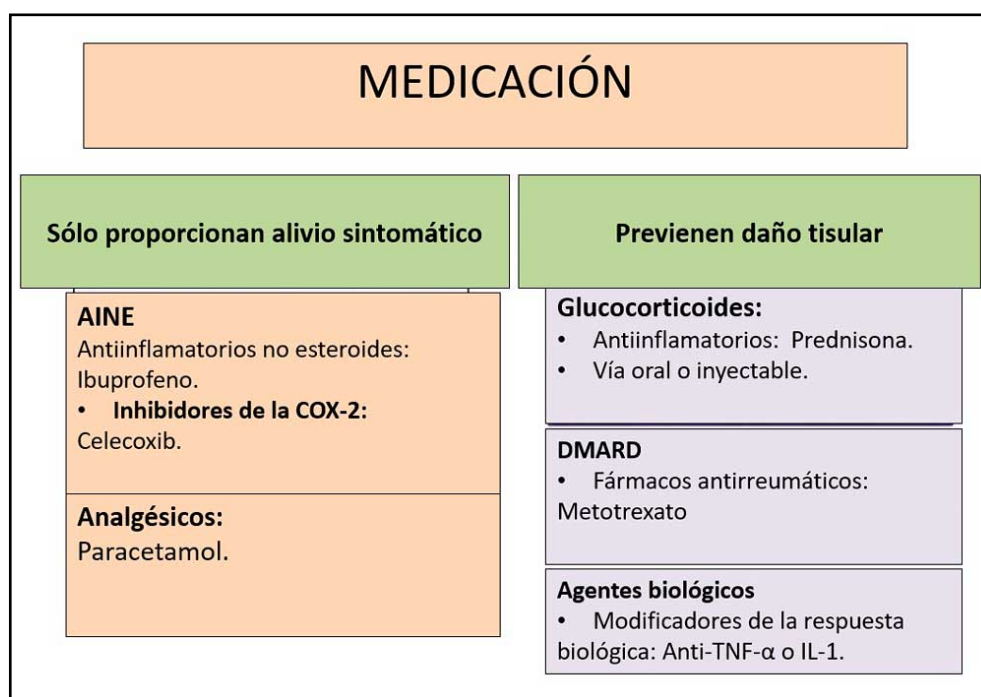 MEDICACIÓN
Sólo proporcionan alivio sintomático
AINE
Antiinflamatorios no esteroides:
Ibuprofeno.
• Inhibidores de la COX-2:
Celecoxib.
Analgésicos:
Paracetamol.
Previenen daño tisular
Glucocorticoides:
• Antiinflamatorios: Prednisona.
• Vía oral o inyectable.
DMARD
• Fármacos antirreumáticos:
Metotrexato
Agentes biológicos
• Modificadores de la respuesta
biológica: Anti-TNF-α o IL-1.